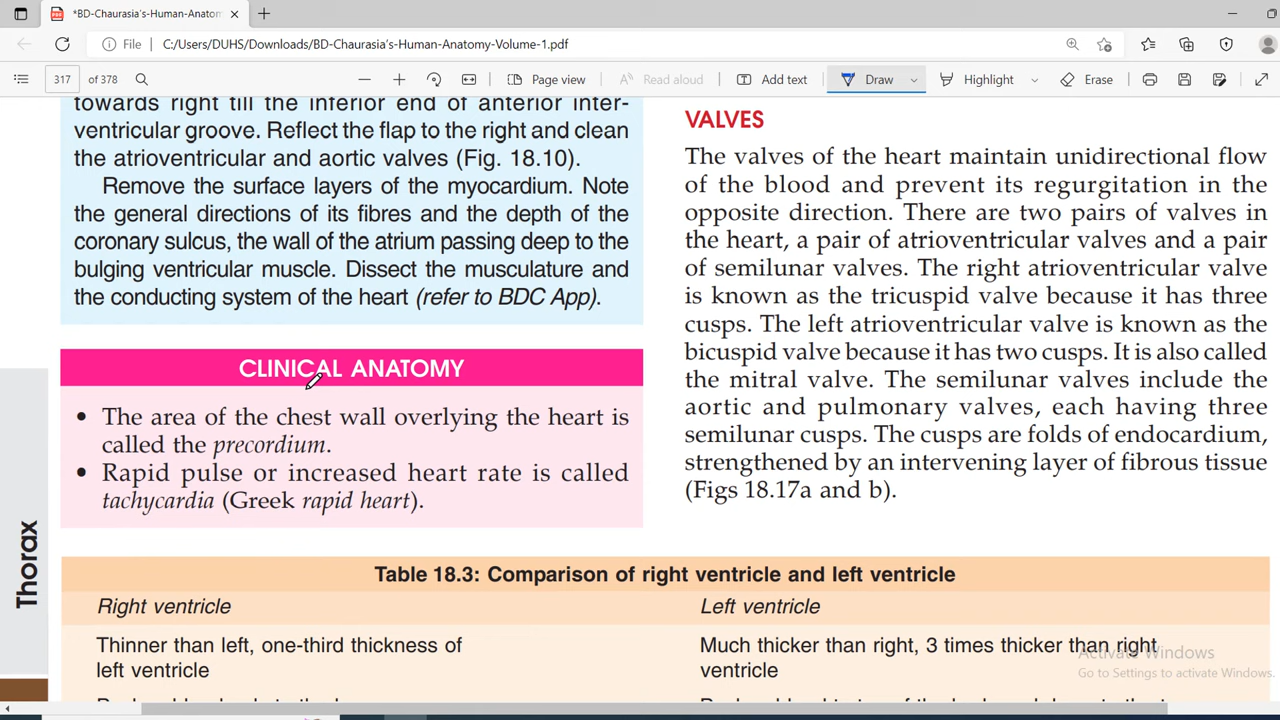 *BD-Chaurasia's-Human-Anatom
File
C:/Users/DUHS/Downloads/BD-Chaurasia's-Human-Anatomy-Volume-1.pdf
317 of 378
Page view
Read aloud
Add text
Draw
Highlight
Erase
towards right till the inferior end of anterior inter-
ventricular groove. Reflect the flap to the right and clean
the atrioventricular and aortic valves (Fig. 18.10).
Remove the surface layers of the myocardium. Note
the general directions of its fibres and the depth of the
coronary sulcus, the wall of the atrium passing deep to the
bulging ventricular muscle. Dissect the musculature and
the conducting system of the heart (refer to BDC App).
CLINICAL ANATOMY
• The area of the chest wall overlying the heart is
called the precordium.
• Rapid pulse or increased heart rate is called
tachycardia (Greek rapid heart).
VALVES
The valves of the heart maintain unidirectional flow
of the blood and prevent its regurgitation in the
opposite direction. There are two pairs of valves in
the heart, a pair of atrioventricular valves and a pair
of semilunar valves. The right atrioventricular valve
is known as the tricuspid valve because it has three
cusps. The left atrioventricular valve is known as the
bicuspid valve because it has two cusps. It is also called
the mitral valve. The semilunar valves include the
aortic and pulmonary valves, each having three
semilunar cusps. The cusps are folds of endocardium,
strengthened by an intervening layer of fibrous tissue
(Figs 18.17a and b).
Thorax
Table 18.3: Comparison of right ventricle and left ventricle
Right ventricle
Left ventricle
Thinner than left, one-third thickness of
left ventricle
Much thicker than right, 3 times thicker than right
ventricle
Activate Windows
Go to Settings to activate Windows.